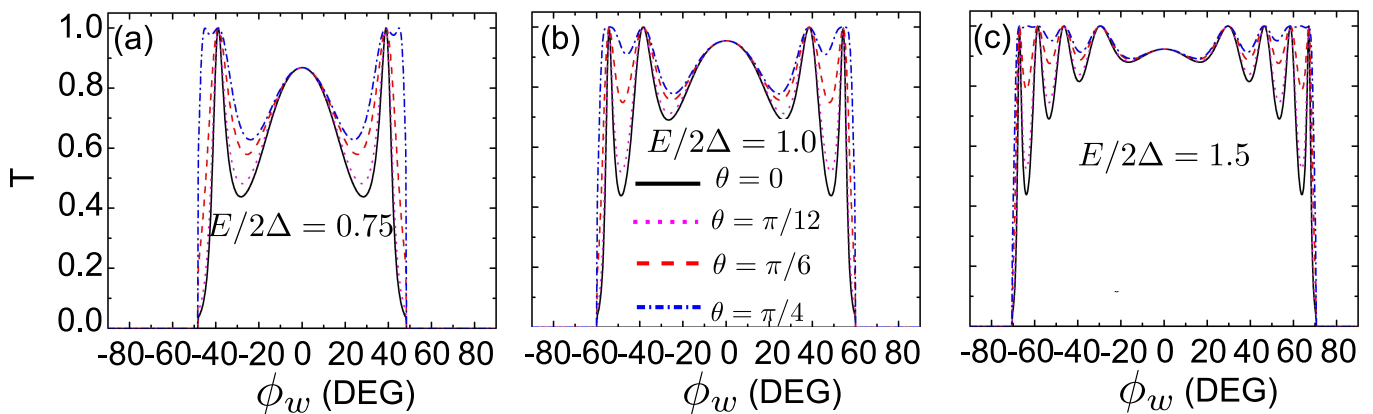 (a)
(b)
(c)
1.0
0.8
0.6
0.4
0.2
0.0
T
E/2Δ = 0.75
E/2Δ = 1.0
E/2Δ = 1.5
θ = 0
θ = π/12
θ = π/6
θ = π/4
-80 -60 -40 -20 0 20 40 60 80
-80 -60 -40 -20 0 20 40 60 80
-80 -60 -40 -20 0 20 40 60 80
ϕw (DEG)
ϕw (DEG)
ϕw (DEG)